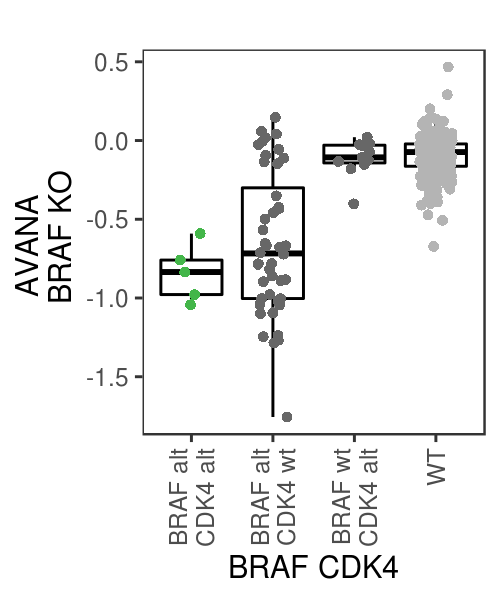 AVANA
BRAF KO
0.5
0.0
-0.5
-1.0
-1.5
BRAF alt
CDK4 alt
BRAF alt
CDK4 wt
BRAF wt
CDK4 alt
WT
BRAF CDK4